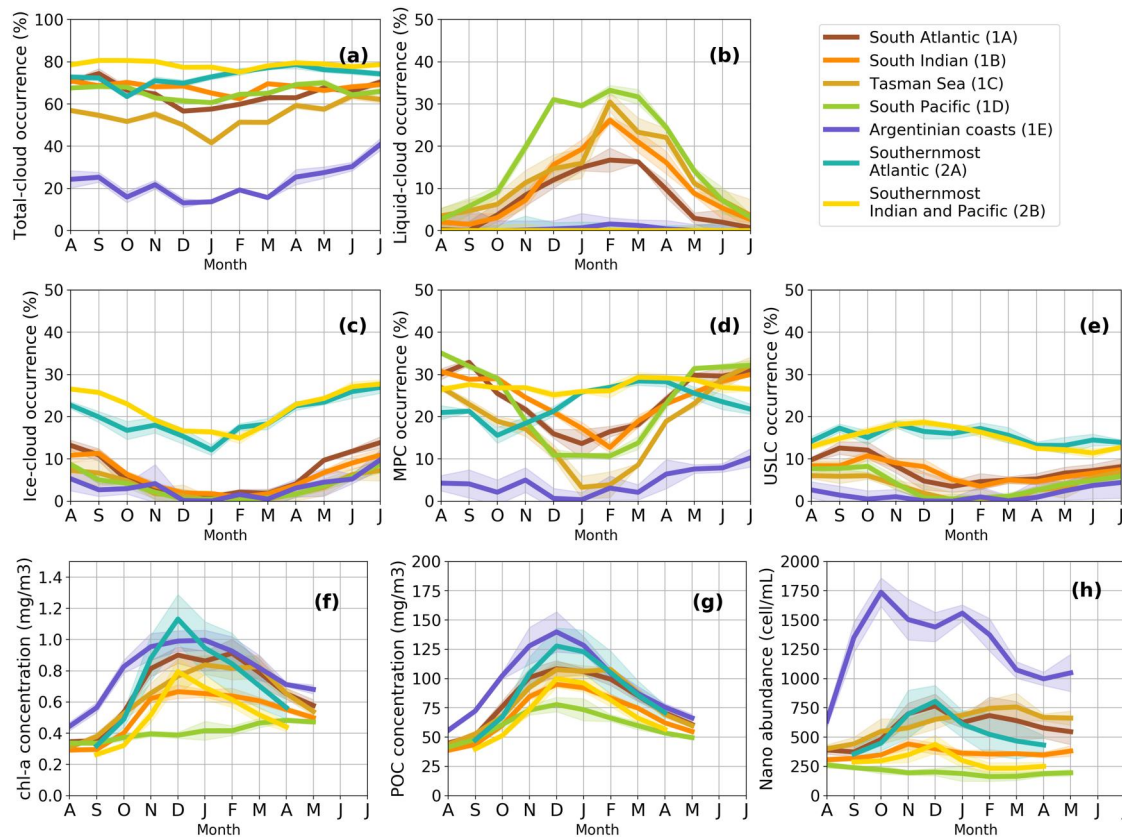 Total-cloud occurrence (%)
100
80
60
40
20
0
(a)
A S O N D J F M A M J J
Month
Liquid-cloud occurrence (%)
50
40
30
20
10
0
(b)
A S O N D J F M A M J J
Month
South Atlantic (1A)
South Indian (1B)
Tasman Sea (1C)
South Pacific (1D)
Argentinian coasts (1E)
Southernmost
Atlantic (2A)
Southernmost
Indian and Pacific (2B)
Ice-cloud occurrence (%)
50
40
30
20
10
0
(c)
A S O N D J F M A M J J
Month
MPC occurrence (%)
50
40
30
20
10
0
(d)
A S O N D J F M A M J J
Month
USLC occurrence (%)
50
40
30
20
10
0
(e)
A S O N D J F M A M J J
Month
chl-a concentration (mg/m3)
1.4
1.2
1.0
0.8
0.6
0.4
0.2
0.0
(f)
A S O N D J F M A M J J
Month
POC concentration (mg/m3)
200
175
150
125
100
75
50
25
0
(g)
A S O N D J F M A M J J
Month
Nano abundance (cell/mL)
2000
1750
1500
1250
1000
750
500
250
0
(h)
A S O N D J F M A M J J
Month